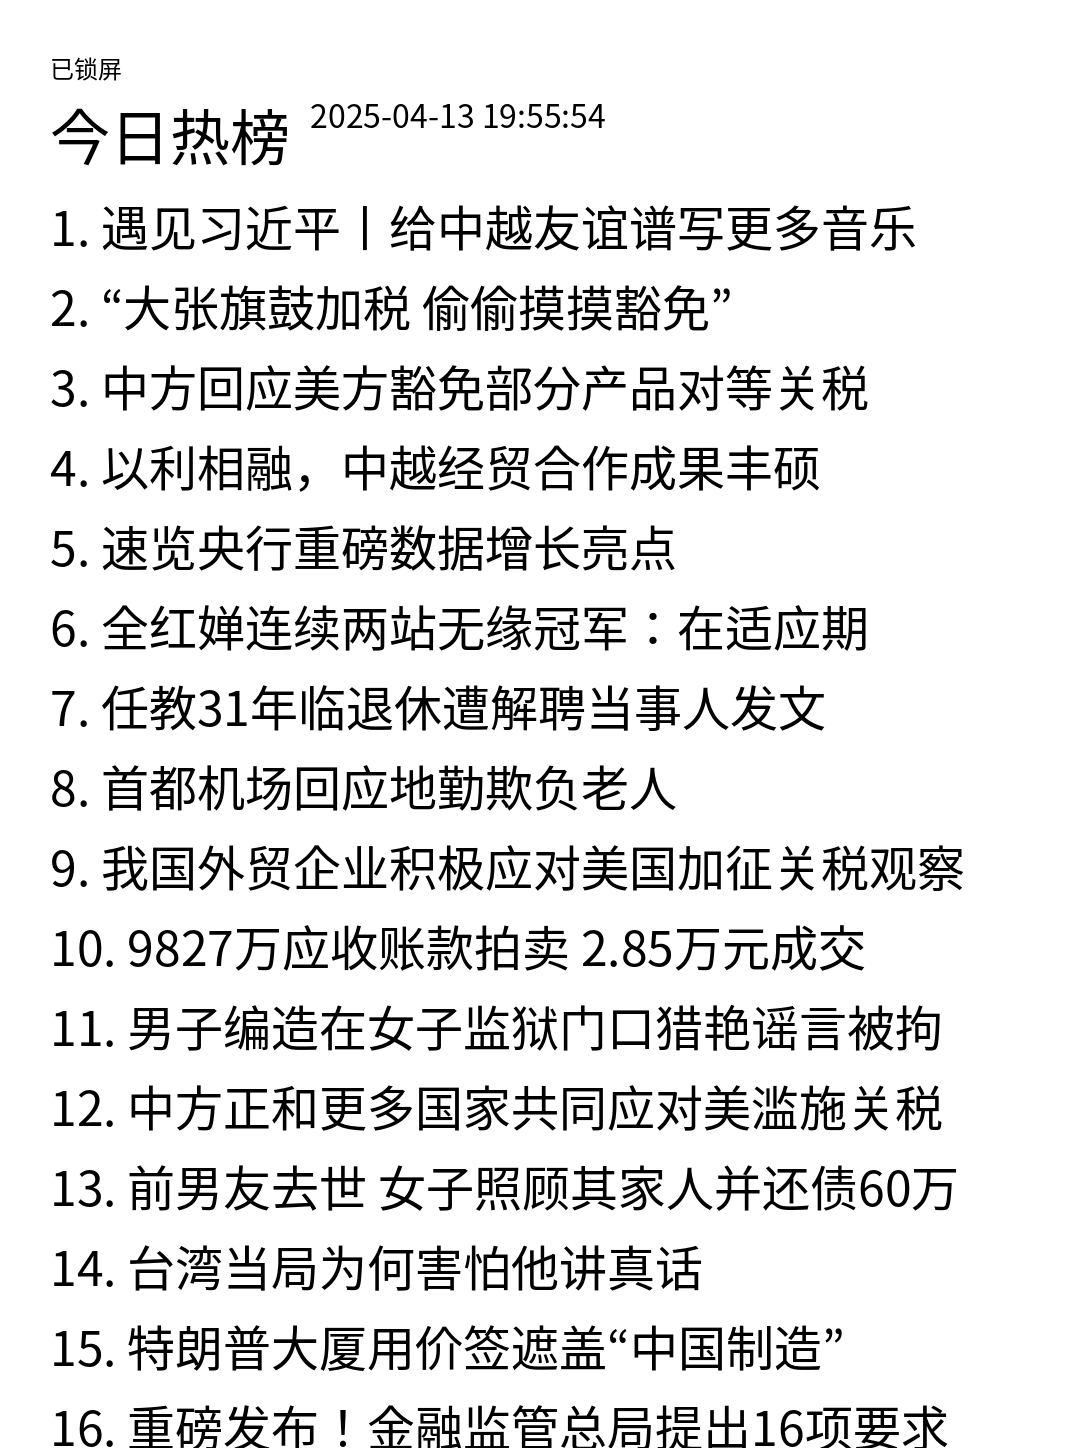 已锁屏
今日热榜 2025-04-13 19:55:54
1. 遇见习近平丨给中越友谊谱写更多音乐
2. “大张旗鼓加税 偷偷摸摸豁免”
3. 中方回应美方豁免部分产品对等关税
4. 以利相融，中越经贸合作成果丰硕
5. 速览央行重磅数据增长亮点
6. 全红婵连续两站无缘冠军：在适应期
7. 任教31年临退休遭解聘当事人发文
8. 首都机场回应地勤欺负老人
9. 我国外贸企业积极应对美国加征关税观察
10. 9827万应收账款拍卖 2.85万元成交
11. 男子编造在女子监狱门口猎艳谣言被拘
12. 中方正和更多国家共同应对美滥施关税
13. 前男友去世 女子照顾其家人并还债60万
14. 台湾当局为何害怕他讲真话
15. 特朗普大厦用价签遮盖“中国制造”
16. 重磅发布！金融监管总局提出16项要求